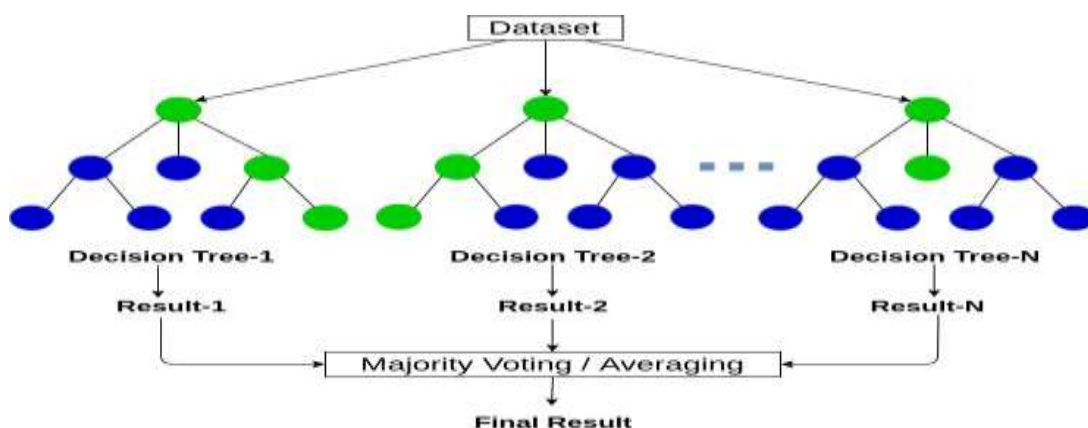 Dataset
Decision Tree-1
Decision Tree-2
Decision Tree-N
Result-1
Result-2
Result-N
Majority Voting / Averaging
Final Result